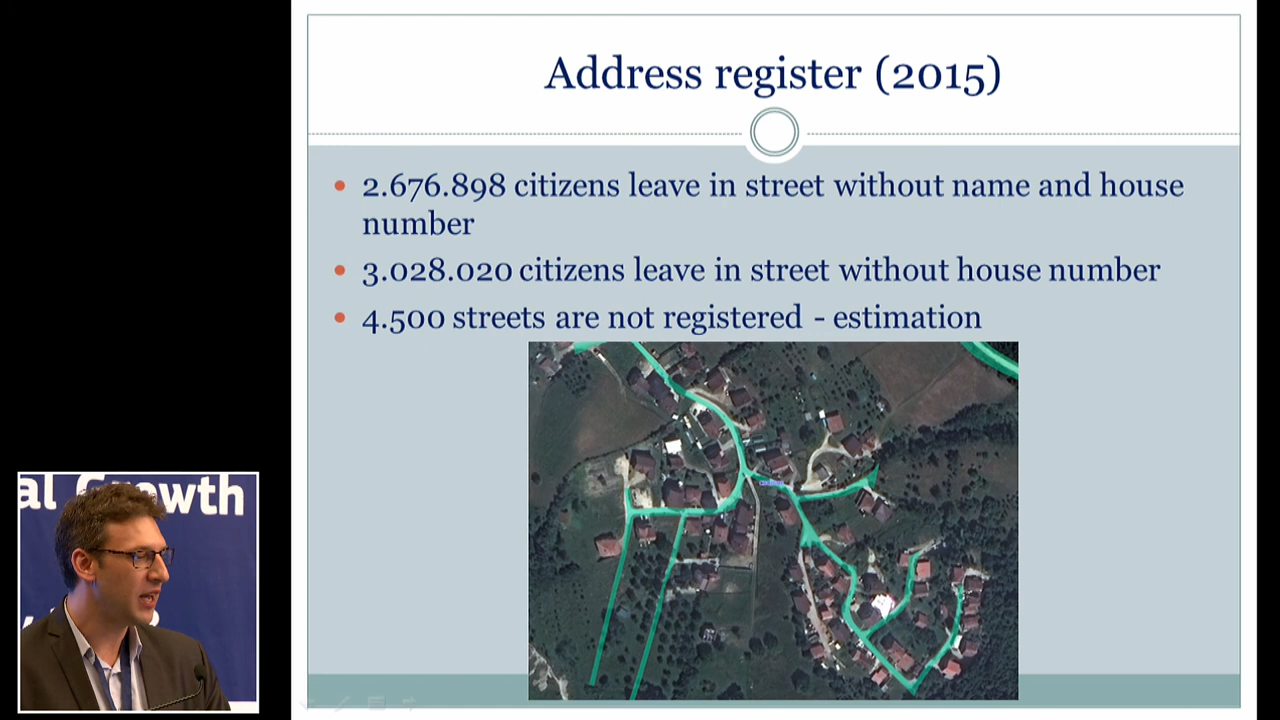 Address register (2015)
2.676.898 citizens leave in street without name and house
number
3.028.020 citizens leave in street without house number
4.500 streets are not registered - estimation
al Growth